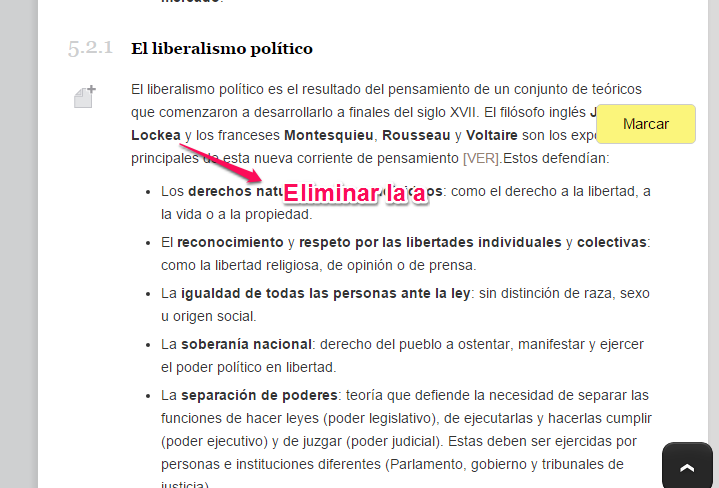 mercado.
5.2.1 El liberalismo político
El liberalismo político es el resultado del pensamiento de un conjunto de teóricos
que comenzaron a desarrollarlo a finales del siglo XVII. El filósofo inglés
Marcar
Lockea y los franceses Montesquieu, Rousseau y Voltaire son los
principales de esta nueva corriente de pensamiento [VER].Estos defendían:
Los derechos : como el derecho a la libertad, a
Eliminar la a
la vida o a la propiedad.
El reconocimiento y respeto por las libertades individuales y colectivas:
como la libertad religiosa, de opinión o de prensa.
La igualdad de todas las personas ante la ley: sin distinción de raza, sexo
u origen social.
La soberanía nacional: derecho del pueblo a ostentar, manifestar y ejercer
el poder político en libertad.
La separación de poderes: teoría que defiende la necesidad de separar las
funciones de hacer leyes (poder legislativo), de ejecutarlas y hacerlas cumplir
(poder ejecutivo) y de juzgar (poder judicial). Estas deben ser ejercidas por
personas e instituciones diferentes (Parlamento, gobierno y tribunales de
justicia)